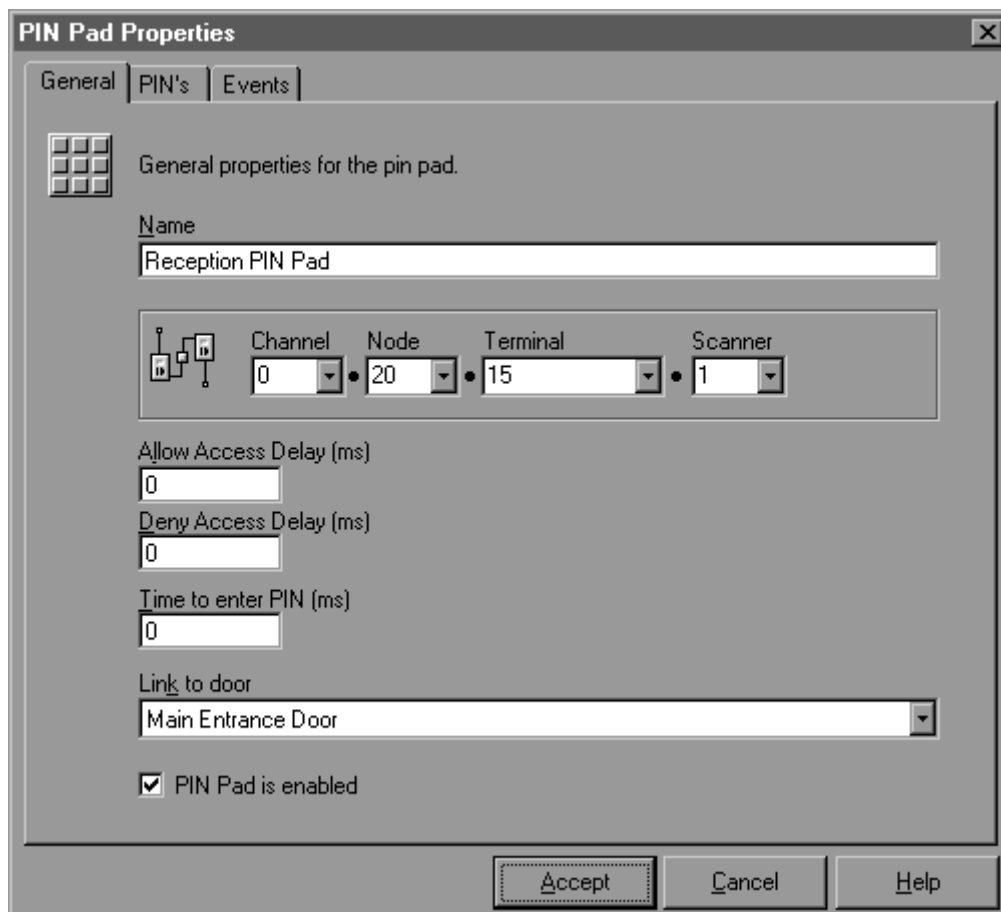 PIN Pad Properties
General PIN's Events
General properties for the pin pad.
Name
Reception PIN Pad
Channel Node Terminal Scanner
0 20 15 1
Allow Access Delay (ms)
0
Deny Access Delay (ms)
0
Time to enter PIN (ms)
0
Link to door
Main Entrance Door
PIN Pad is enabled
Accept Cancel Help